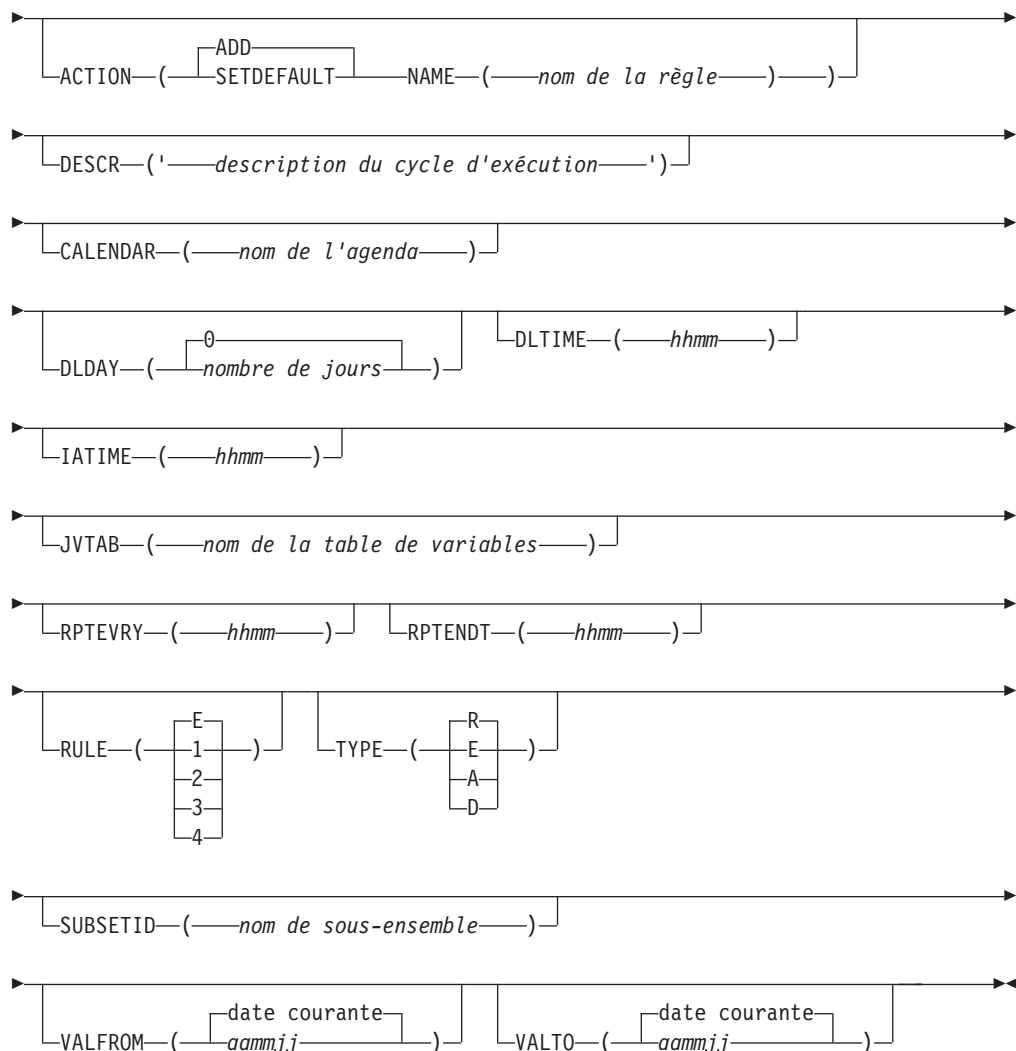 ADD
ACTION ( SETDEFAULT NAME ( nom de la règle ) )
DESCR (' description du cycle d'exécution ')
CALENDAR ( nom de l'agenda )
0
DLDAY ( nombre de jours ) DLTIME ( hhmm )
IATIME ( hhmm )
JVTAB ( nom de la table de variables )
RPTEVRY ( hhmm ) RPTENDT ( hhmm )
E R
RULE ( 1 ) TYPE ( E )
2 A
3 D
4
SUBSETID ( nom de sous-ensemble )
date courante date courante
VALFROM ( aammjj ) VALTO ( aammjj )